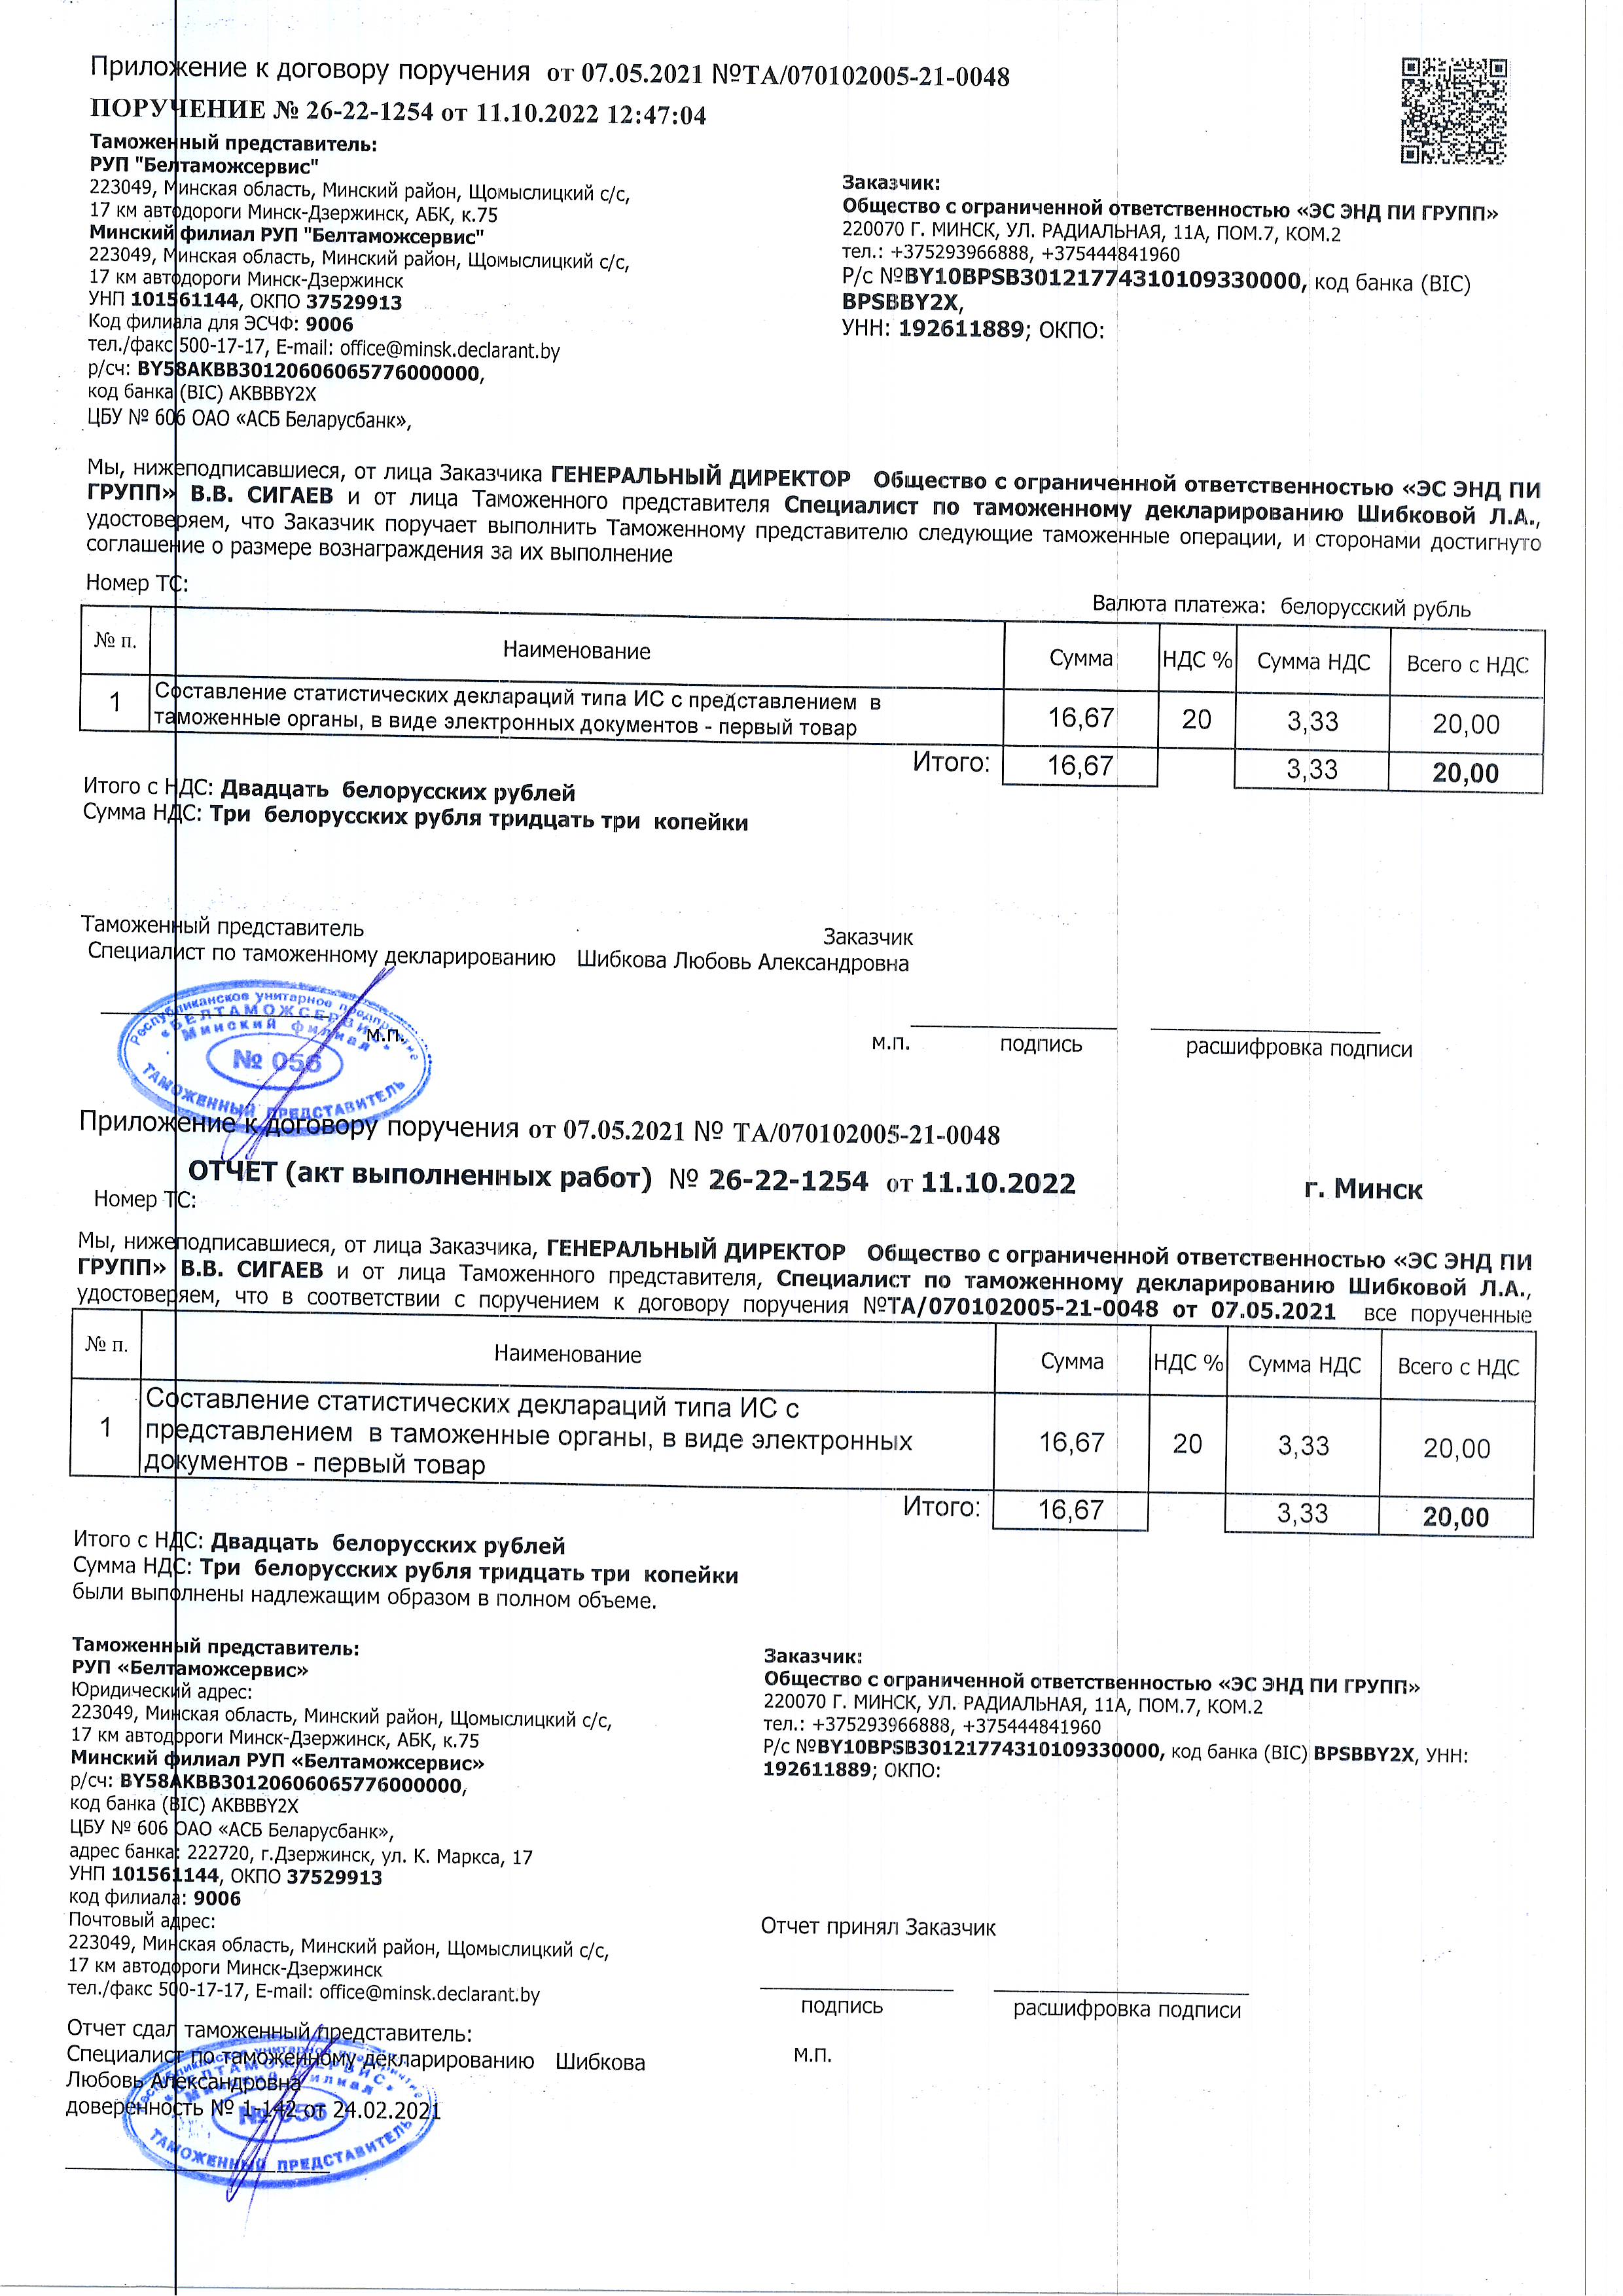 Приложение к договору поручения от 07.05.2021 №ТА/070102005-21-0048
ПОРУЧЕНИЕ № 26-22-1254 от 11.10.2022 12:47:04
Таможенный представитель:
РУП "Белтаможсервис"
223049, Минская область, Минский район, Щомыслицкий с/с,
17 км автодороги Минск-Дзержинск, АБК, к.75
Минский филиал РУП "Белтаможсервис"
223049, Минская область, Минский район, Щомыслицкий с/с,
17 км автодороги Минск-Дзержинск
УНП 101561144, ОКПО 37529913
Код филиала для ЭСЧФ: 9006
тел./факс 500-17-17, E-mail: office@minsk.declarant.by
р/сч: BY58AKBB30120606065776000000,
код банка (BIC) AKBBBY2X
ЦБУ № 606 ОАО «АСБ Беларусбанк»,
Заказчик:
Общество с ограниченной ответственностью «ЭС ЭНД ПИ ГРУПП»
220070 Г. МИНСК, УЛ. РАДИАЛЬНАЯ, 11А, ПОМ.7, КОМ.2
тел.: +375293966888, +375444841960
Р/с №BY10BPSB30121774310109330000, код банка (BIC)
BPSBBY2X,
УНН: 192611889; ОКПО:
Мы, нижеподписавшиеся, от лица Заказчика ГЕНЕРАЛЬНЫЙ ДИРЕКТОР Общество с ограниченной ответственностью «ЭС ЭНД ПИ
ГРУПП» В.В. СИГАЕВ и от лица Таможенного представителя Специалист по таможенному декларированию Шибковой Л.А.,
удостоверяем, что Заказчик поручает выполнить Таможенному представителю следующие таможенные операции, и сторонами достигнуто
соглашение о размере вознаграждения за их выполнение
Номер ТС:
Валюта платежа: белорусский рубль
№ п. Наименование Сумма НДС % Сумма НДС Всего с НДС
1 Составление статистических деклараций типа ИС с представлением в
таможенные органы, в виде электронных документов - первый товар 16,67 20 3,33 20,00
Итого: 16,67 3,33 20,00
Итого с НДС: Двадцать белорусских рублей
Сумма НДС: Три белорусских рубля тридцать три копейки
Таможенный представитель
Заказчик
Специалист по таможенному декларированию Шибкова Любовь Александровна
Республиканское унитарное предприятие
«БЕЛТАМОЖСЕРВИС»
Минский филиал
№ 056
ТАМОЖЕННЫЙ ПРЕДСТАВИТЕЛЬ
м.п.
м.п. подпись расшифровка подписи
Приложение к договору поручения от 07.05.2021 № ТА/070102005-21-0048
ОТЧЕТ (акт выполненных работ) № 26-22-1254 от 11.10.2022 г. Минск
Номер ТС:
Мы, нижеподписавшиеся, от лица Заказчика, ГЕНЕРАЛЬНЫЙ ДИРЕКТОР Общество с ограниченной ответственностью «ЭС ЭНД ПИ
ГРУПП» В.В. СИГАЕВ и от лица Таможенного представителя, Специалист по таможенному декларированию Шибковой Л.А.,
удостоверяем, что в соответствии с поручением к договору поручения №ТА/070102005-21-0048 от 07.05.2021 все порученные
№ п. Наименование Сумма НДС % Сумма НДС Всего с НДС
1 Составление статистических деклараций типа ИС с
представлением в таможенные органы, в виде электронных
документов - первый товар 16,67 20 3,33 20,00
Итого: 16,67 3,33 20,00
Итого с НДС: Двадцать белорусских рублей
Сумма НДС: Три белорусских рубля тридцать три копейки
были выполнены надлежащим образом в полном объеме.
Таможенный представитель:
РУП «Белтаможсервис»
Юридический адрес:
223049, Минская область, Минский район, Щомыслицкий с/с,
17 км автодороги Минск-Дзержинск, АБК, к.75
Минский филиал РУП «Белтаможсервис»
р/сч: BY58AKBB30120606065776000000,
код банка (BIC) AKBBBY2X
ЦБУ № 606 ОАО «АСБ Беларусбанк»,
адрес банка: 222720, г.Дзержинск, ул. К. Маркса, 17
УНП 101561144, ОКПО 37529913
код филиала: 9006
Почтовый адрес:
223049, Минская область, Минский район, Щомыслицкий с/с,
17 км автодороги Минск-Дзержинск
тел./факс 500-17-17, E-mail: office@minsk.declarant.by
Отчет сдал таможенный представитель:
Специалист по таможенному декларированию Шибкова
Любовь Александровна
доверенность № 1-142 от 24.02.2021
Республиканское унитарное предприятие
«БЕЛТАМОЖСЕРВИС»
Минский филиал
№ 056
ТАМОЖЕННЫЙ ПРЕДСТАВИТЕЛЬ
Заказчик:
Общество с ограниченной ответственностью «ЭС ЭНД ПИ ГРУПП»
220070 Г. МИНСК, УЛ. РАДИАЛЬНАЯ, 11А, ПОМ.7, КОМ.2
тел.: +375293966888, +375444841960
Р/с №BY10BPSB30121774310109330000, код банка (BIC) BPSBBY2X, УНН:
192611889; ОКПО:
Отчет принял Заказчик
подпись расшифровка подписи
м.п.